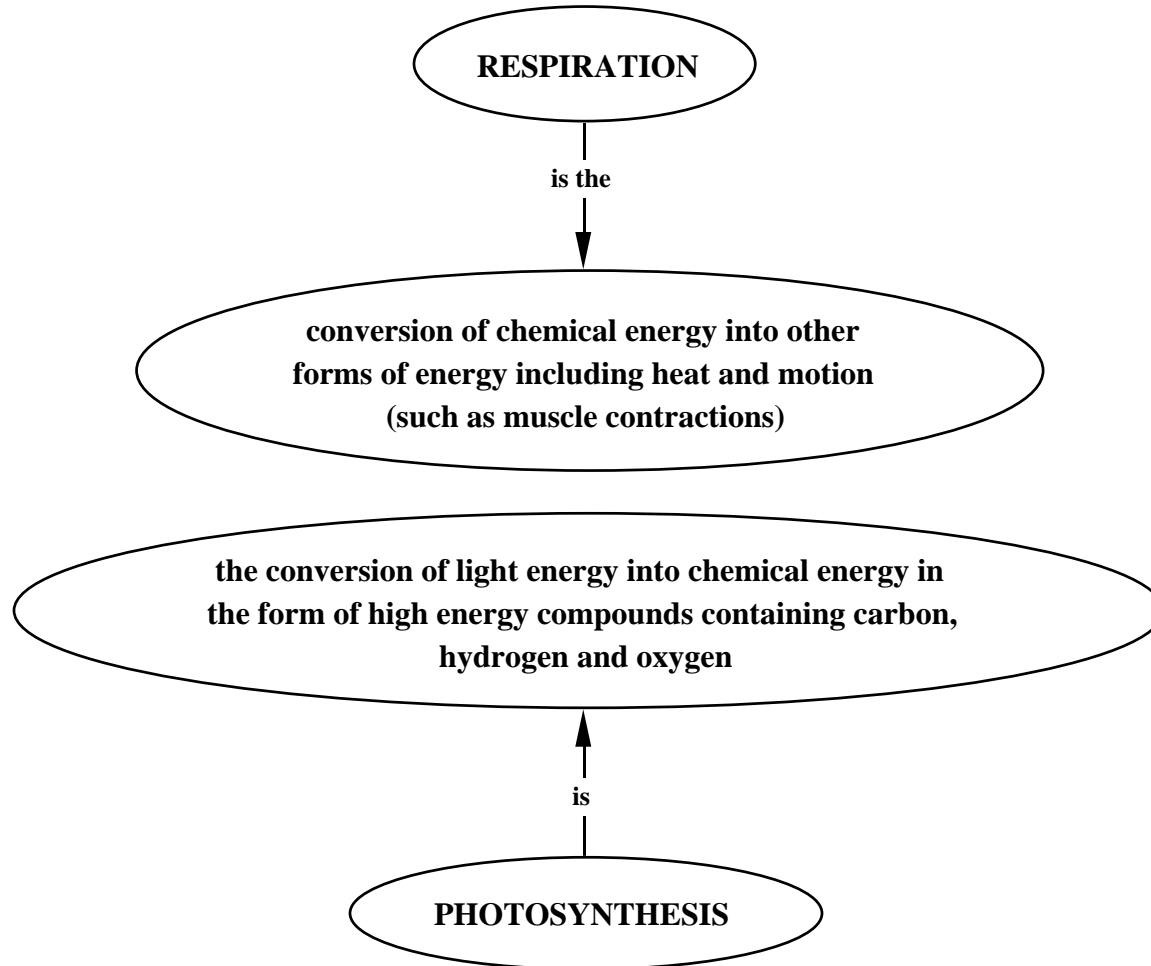 RESPIRATION
is the
conversion of chemical energy into other
forms of energy including heat and motion
(such as muscle contractions)
the conversion of light energy into chemical energy in
the form of high energy compounds containing carbon,
hydrogen and oxygen
is
PHOTOSYNTHESIS